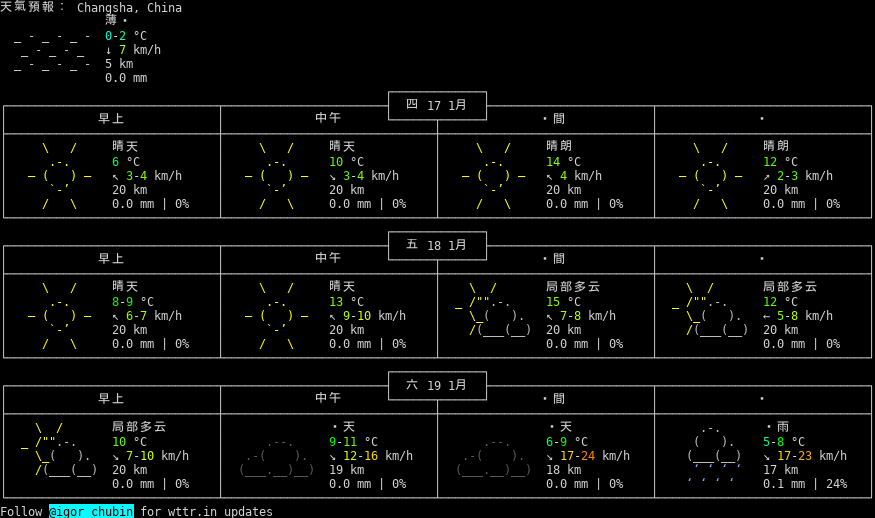 天氣預報： Changsha, China
薄・
0-2 °C
↓ 7 km/h
5 km
0.0 mm
四 17 1月
早上 中午 ・間 ・
晴天 晴天 晴朗 晴朗
6 °C 10 °C 14 °C 12 °C
↖ 3-4 km/h ↘ 3-4 km/h ↖ 4 km/h ↗ 2-3 km/h
20 km 20 km 20 km 20 km
0.0 mm | 0% 0.0 mm | 0% 0.0 mm | 0% 0.0 mm | 0%
五 18 1月
早上 中午 ・間 ・
晴天 晴天 局部多云 局部多云
8-9 °C 13 °C 15 °C 12 °C
↖ 6-7 km/h ↖ 9-10 km/h ↖ 7-8 km/h ← 5-8 km/h
20 km 20 km 20 km 20 km
0.0 mm | 0% 0.0 mm | 0% 0.0 mm | 0% 0.0 mm | 0%
六 19 1月
早上 中午 ・間 ・
局部多云 ・天 ・天 ・雨
10 °C 9-11 °C 6-9 °C 5-8 °C
↘ 7-10 km/h ↘ 12-16 km/h ↘ 17-24 km/h ↘ 17-23 km/h
20 km 19 km 18 km 17 km
0.0 mm | 0% 0.0 mm | 0% 0.0 mm | 0% 0.1 mm | 24%
Follow @igor_chubin for wttr.in updates